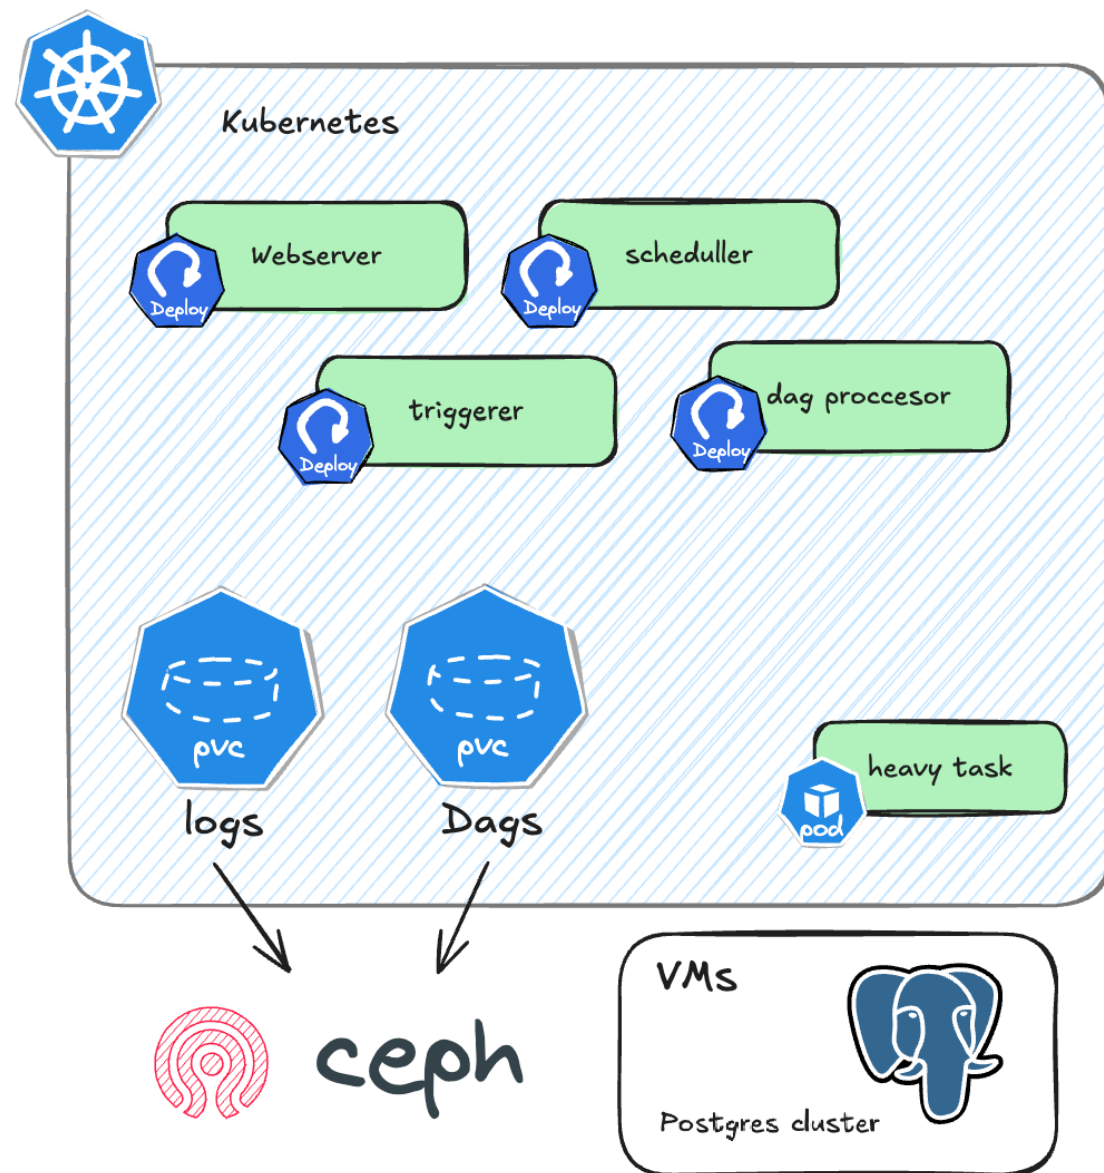 Kubernetes
Webserver
Deploy
scheduller
Deploy
triggerer
Deploy
dag proccesor
Deploy
pvc
logs
pvc
Dags
heavy task
pod
ceph
VMs
Postgres cluster